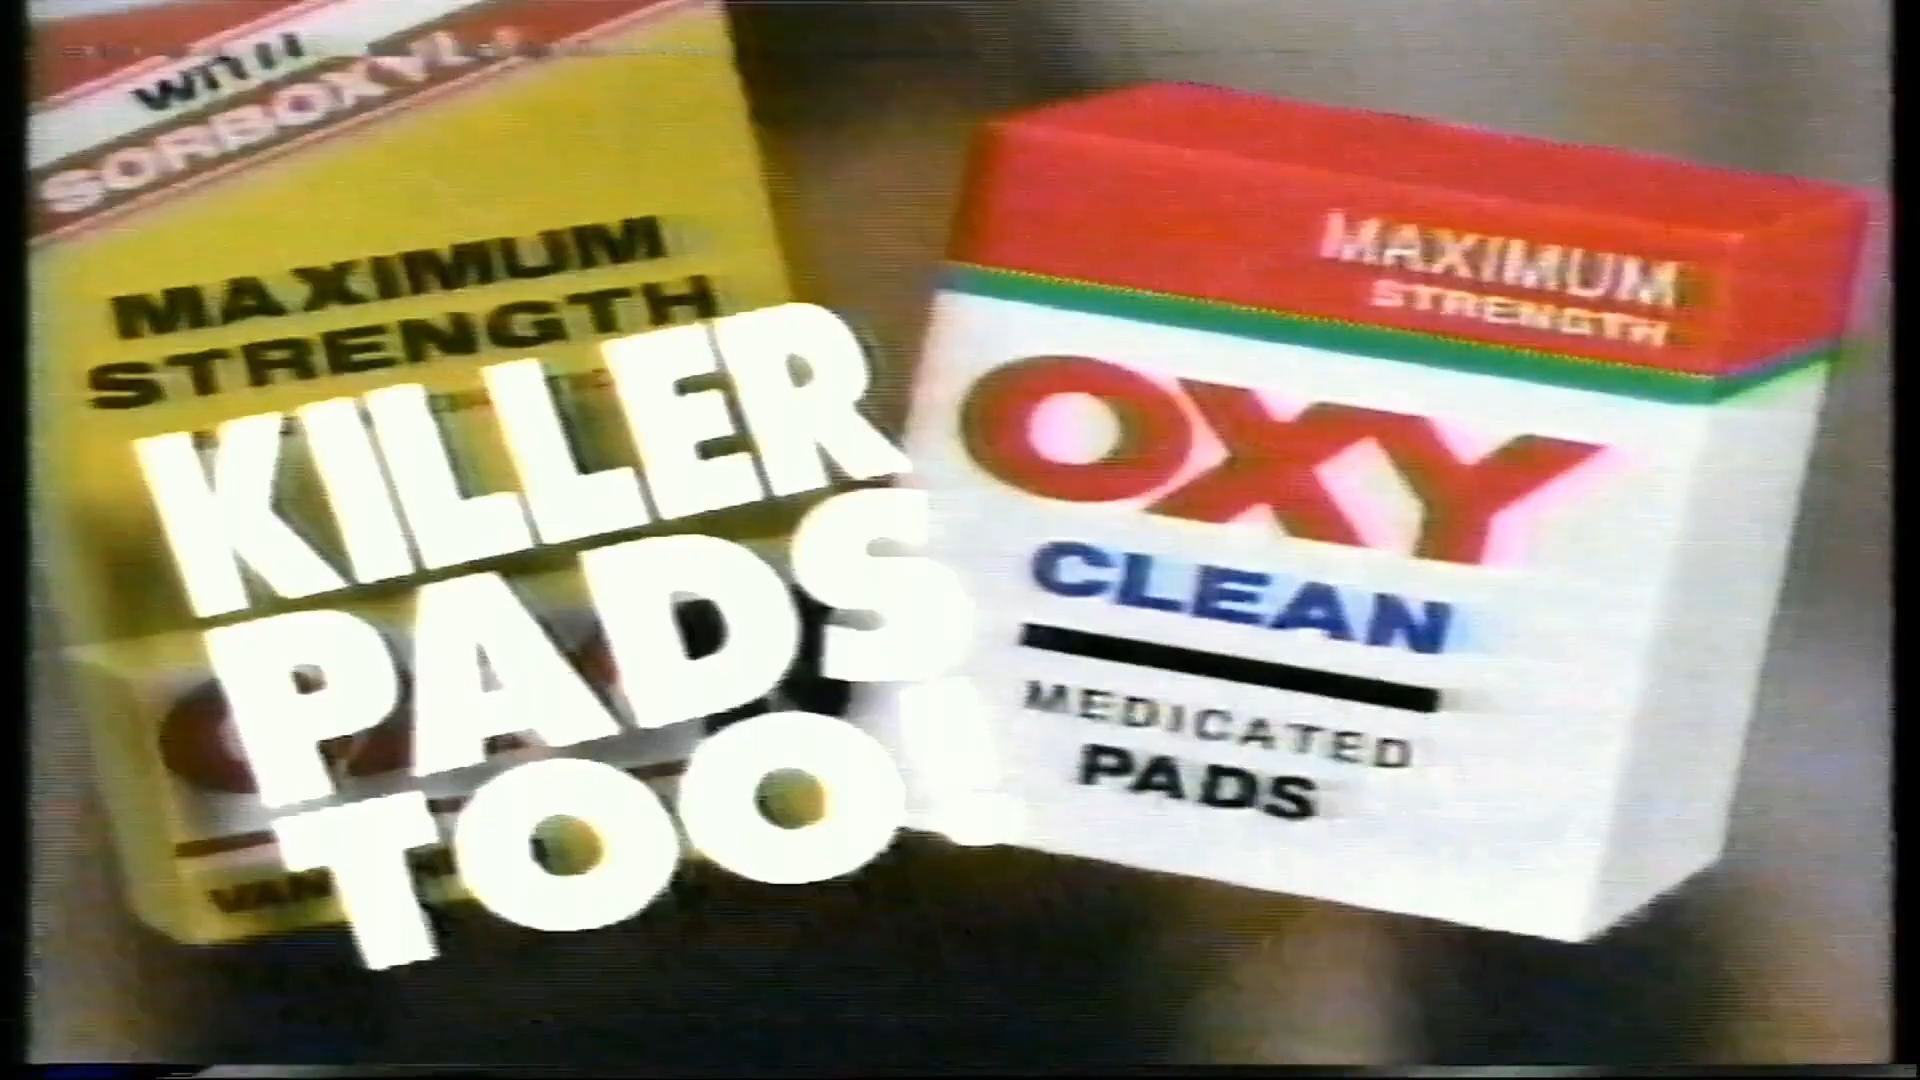 WITH
SORBOXYL
MAXIMUM
STRENGTH
KILLER
PADS
TOO!
MAXIMUM
STRENGTH
OXY
CLEAN
MEDICATED
PADS